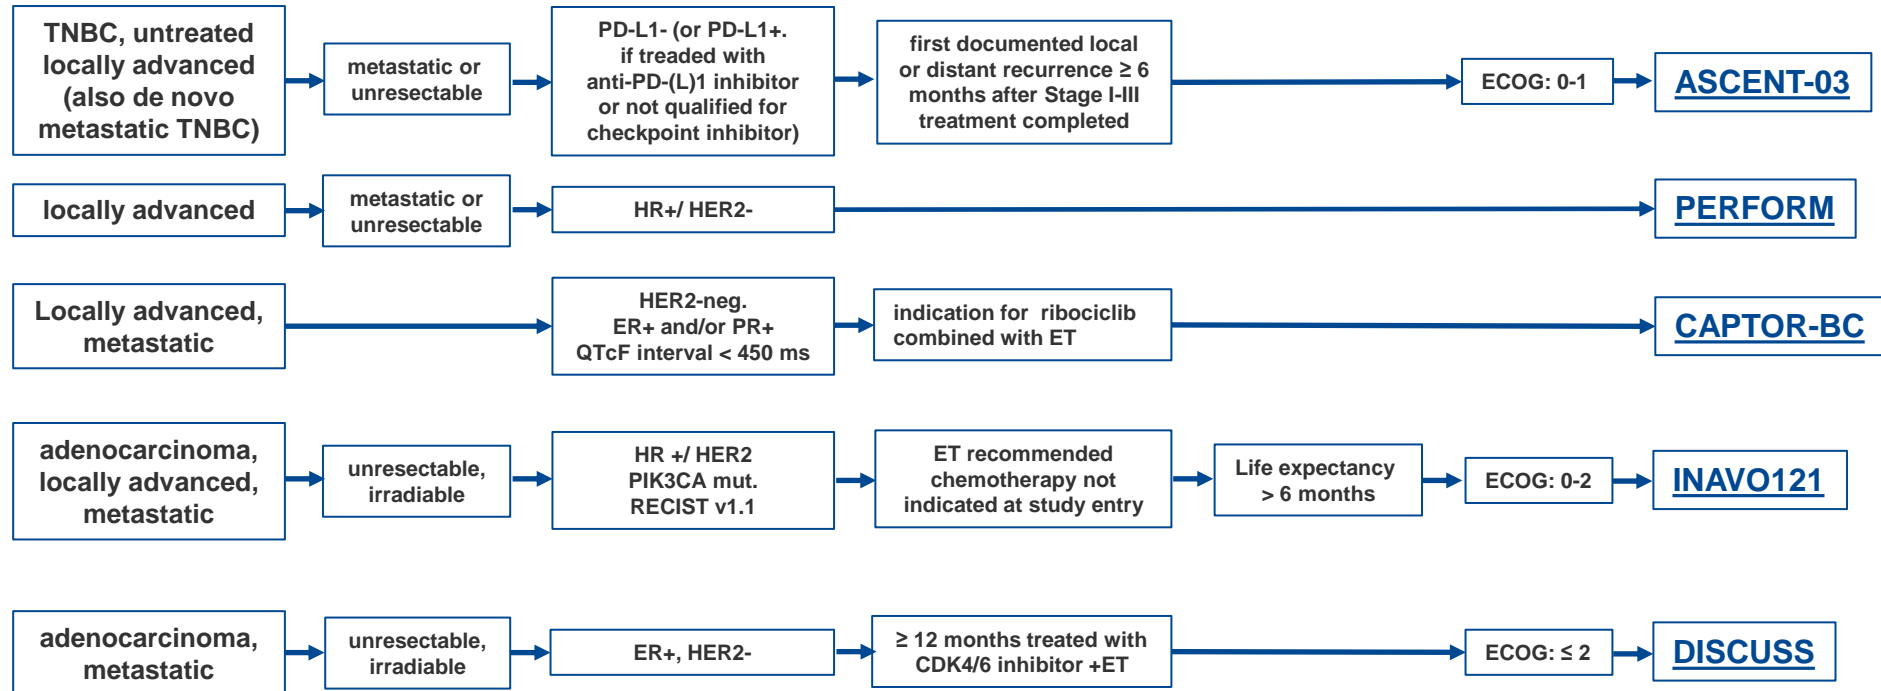 TNBC, untreated
locally advanced
(also de novo
metastatic TNBC)
metastatic or
unresectable
PD-L1- (or PD-L1+.
if treaded with
anti-PD-(L)1 inhibitor
or not qualified for
checkpoint inhibitor)
first documented local
or distant recurrence ≥ 6
months after Stage I-III
treatment completed
ECOG: 0-1
ASCENT-03
locally advanced
metastatic or
unresectable
HR+/ HER2-
PERFORM
Locally advanced,
metastatic
HER2-neg.
ER+ and/or PR+
QTcF interval < 450 ms
indication for ribociclib
combined with ET
CAPTOR-BC
adenocarcinoma,
locally advanced,
metastatic
unresectable,
irradiable
HR +/ HER2
PIK3CA mut.
RECIST v1.1
ET recommended
chemotherapy not
indicated at study entry
Life expectancy
> 6 months
ECOG: 0-2
INAVO121
adenocarcinoma,
metastatic
unresectable,
irradiable
ER+, HER2-
≥ 12 months treated with
CDK4/6 inhibitor +ET
ECOG: ≤ 2
DISCUSS